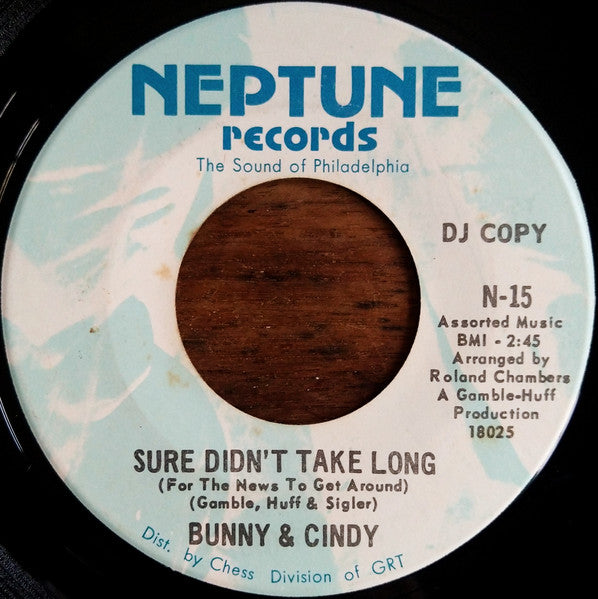 NEPTUNE
records
The Sound of Philadelphia
DJ COPY
N-15
Assorted Music
BMI - 2:45
Arranged by
Roland Chambers
A Gamble-Huff
Production
18025
SURE DIDN'T TAKE LONG
(For The News To Get Around)
(Gamble, Huff & Sigler)
BUNNY & CINDY
Dist. by Chess Division of GRT